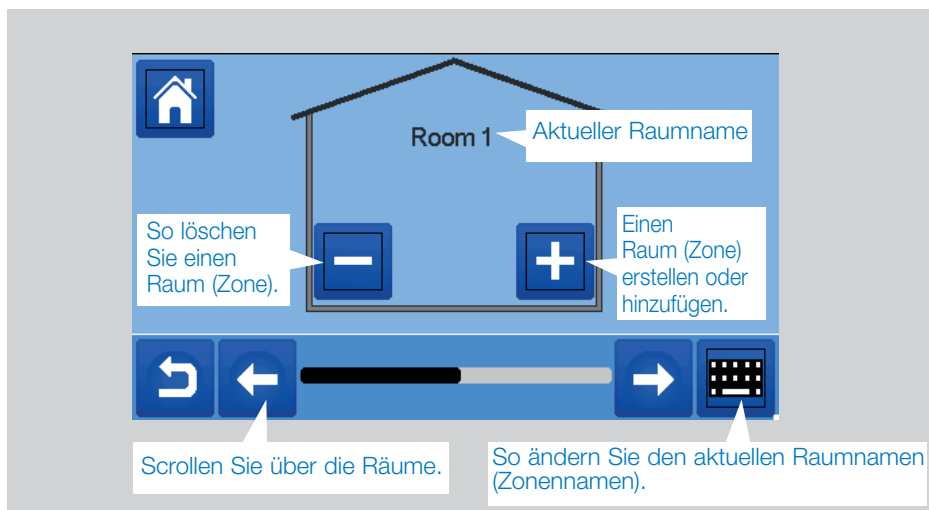 Room 1
Aktueller Raumname
So löschen
Sie einen
Raum (Zone).
Einen
Raum (Zone)
erstellen oder
hinzufügen.
Scrollen Sie über die Räume.
So ändern Sie den aktuellen Raumnamen
(Zonennamen).